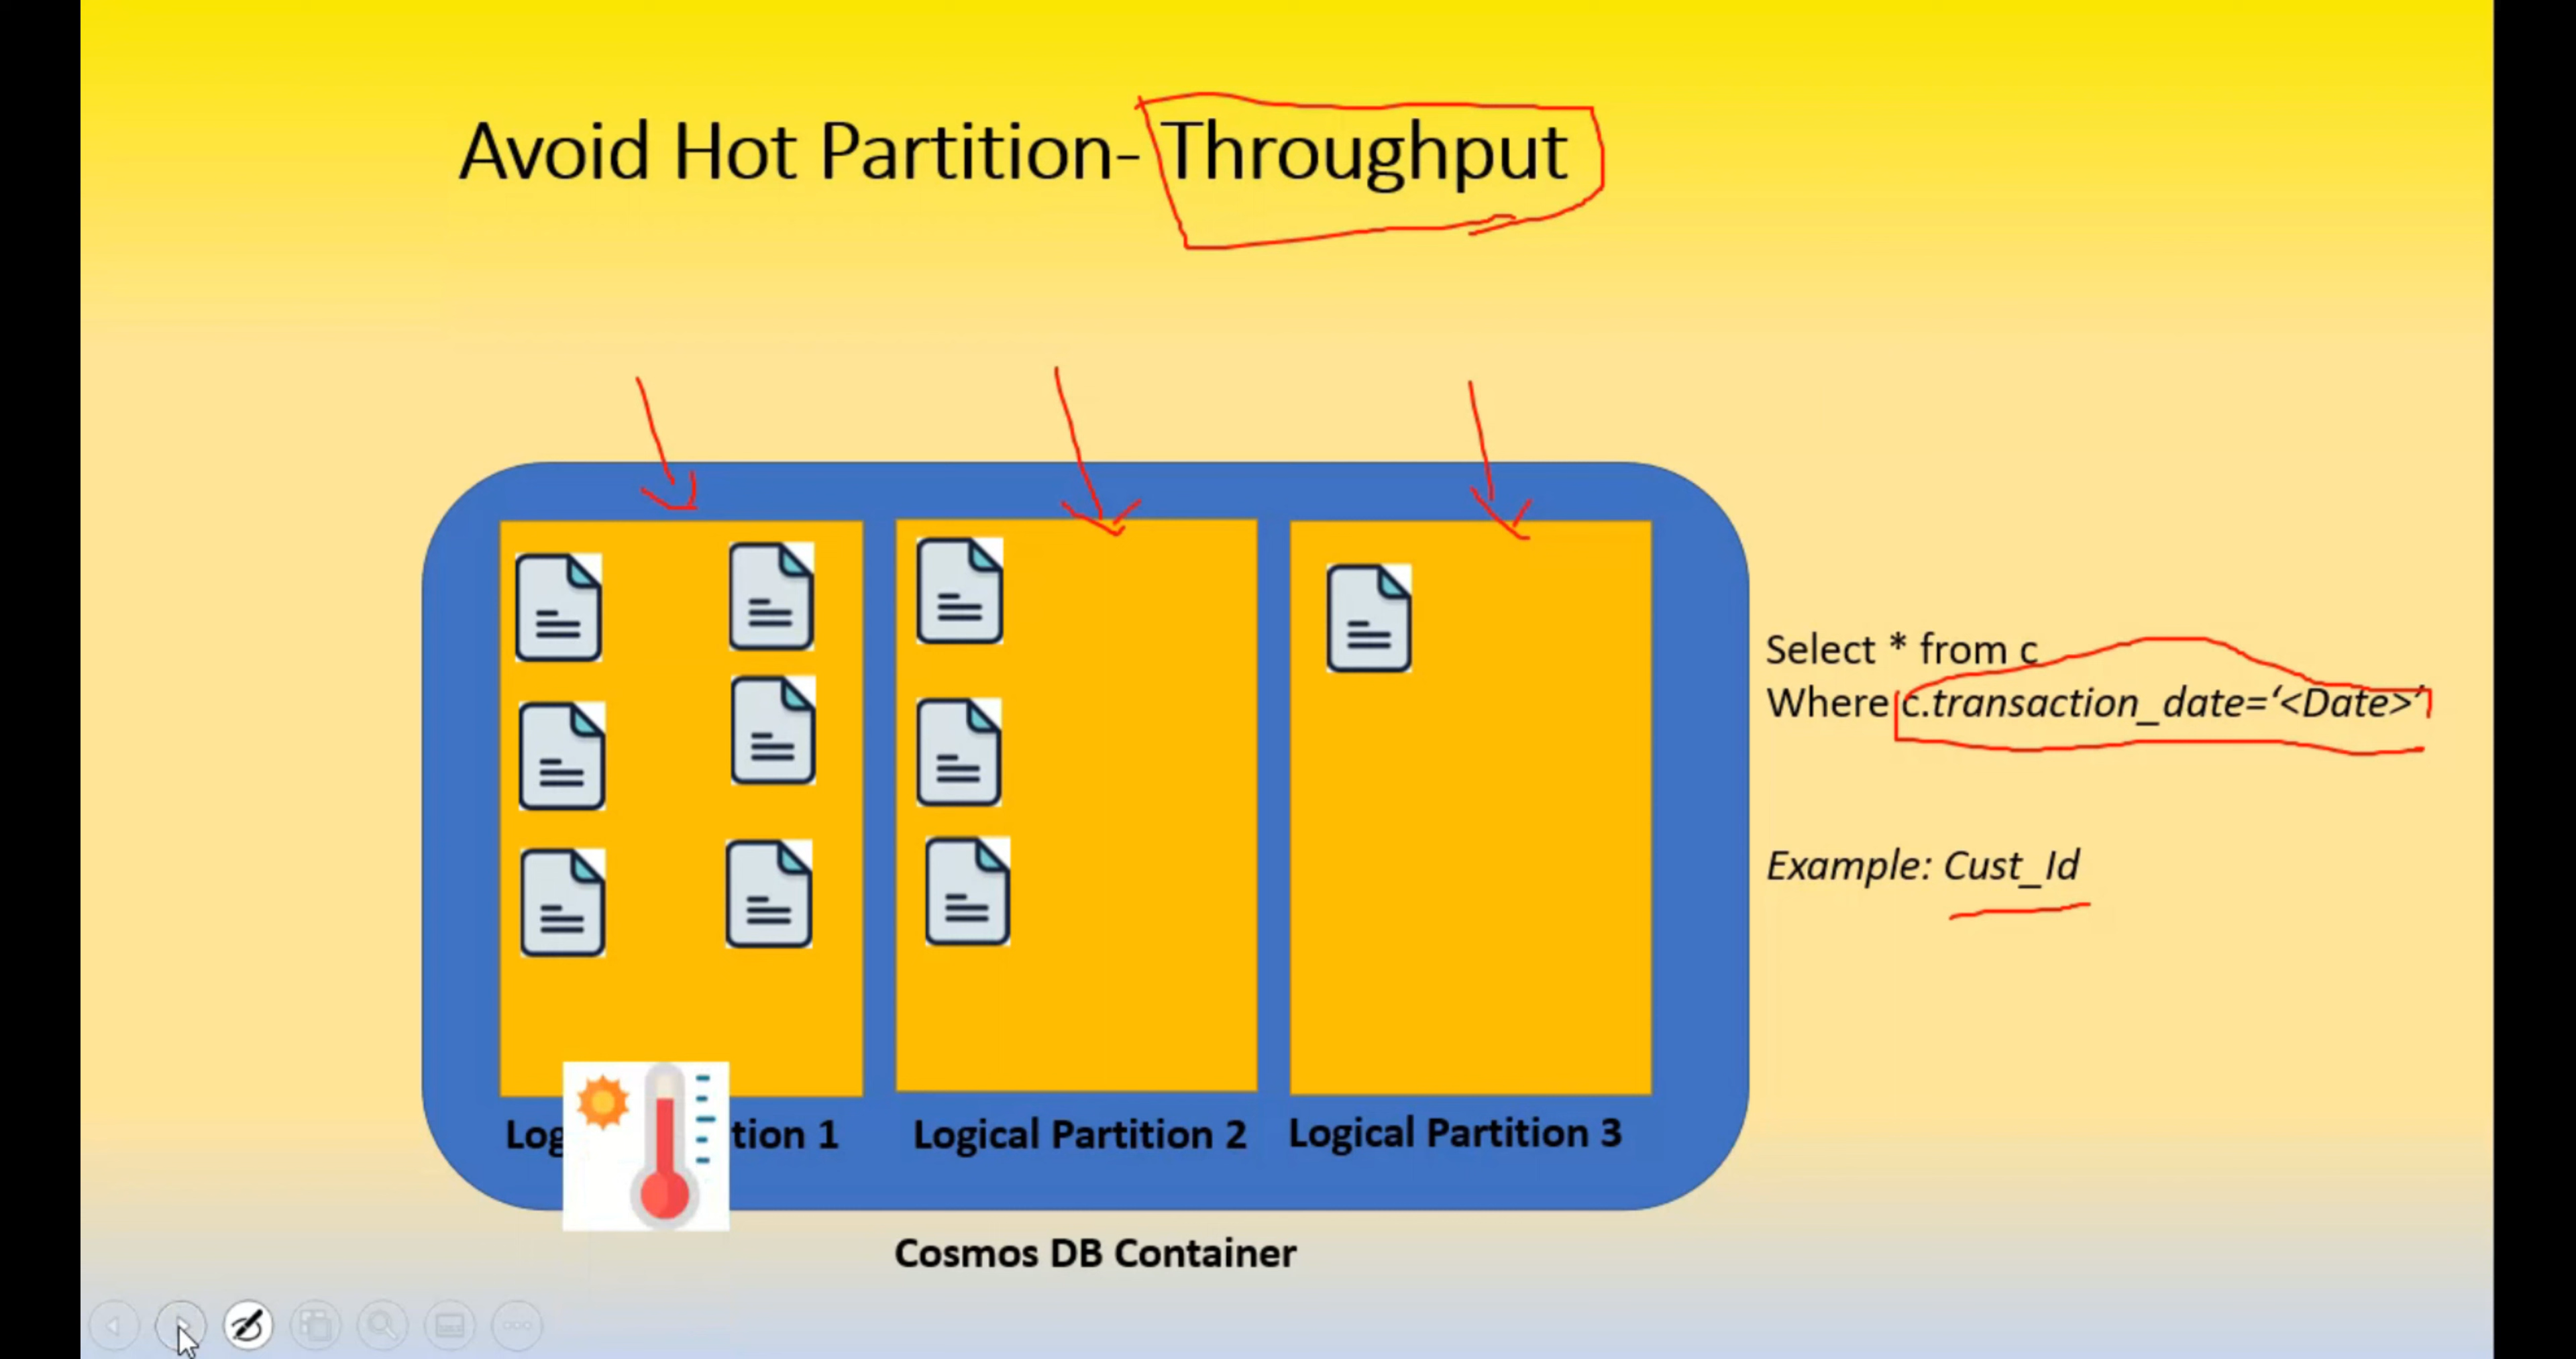 Avoid Hot Partition- Throughput
Select * from c
Where c.transaction_date=‘<Date>’
Example: Cust_Id
Log tion 1
Logical Partition 2
Logical Partition 3
Cosmos DB Container